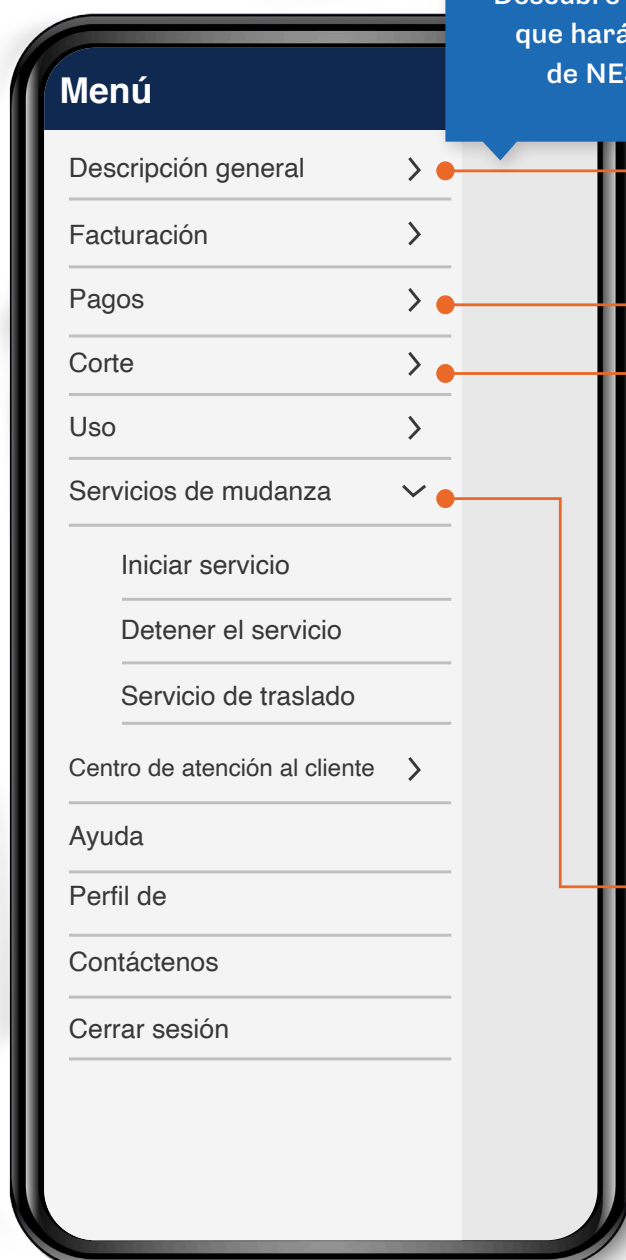 que hará
de NES
Menú
Descripción general
Facturación
Pagos
Corte
Uso
Servicios de mudanza
Iniciar servicio
Detener el servicio
Servicio de traslado
Centro de atención al cliente
Ayuda
Perfil de
Contáctenos
Cerrar sesión